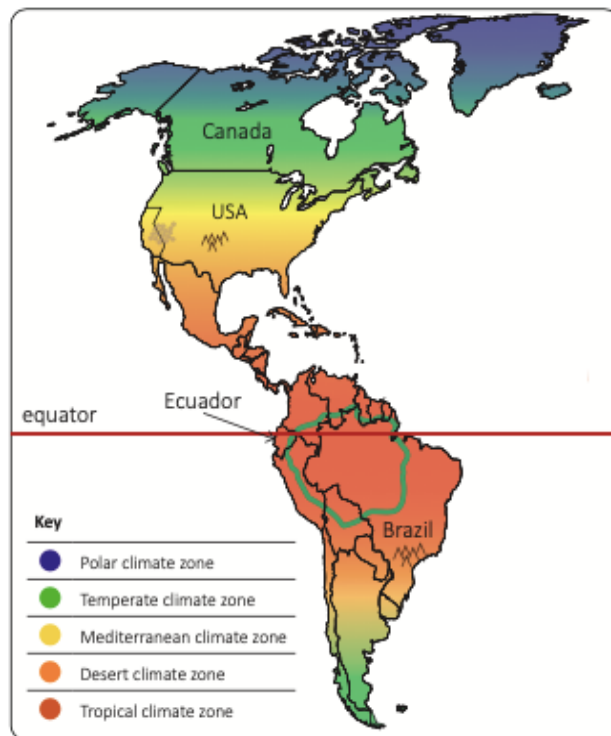 Canada
USA
Ecuador
equator
Brazil
Key
Polar climate zone
Temperate climate zone
Mediterranean climate zone
Desert climate zone
Tropical climate zone